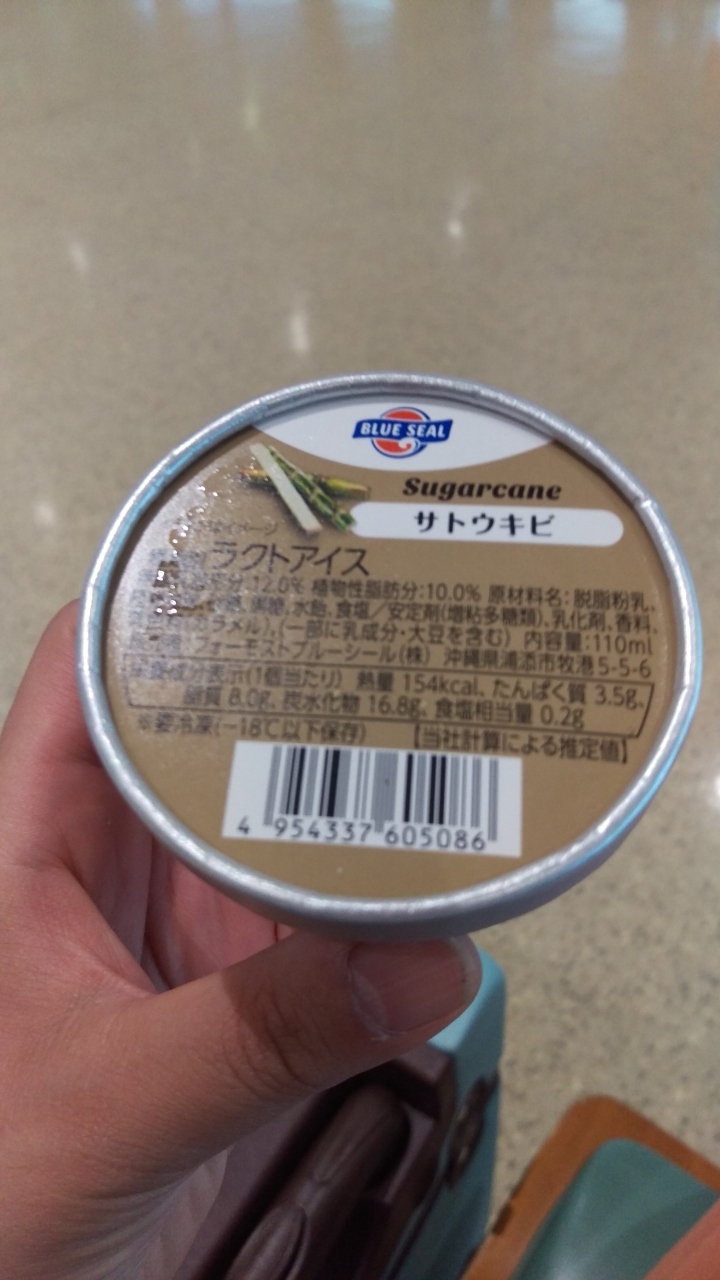 BLUE SEAL
Sugarcane
サトウキビ
イメージ
ラクトアイス
12.0% 植物性脂肪分:10.0% 原材料名:脱脂粉乳、
水飴、食塩/安定剤(増粘多糖類)、乳化剤、香料、
カラメル)、(一部に乳成分・大豆を含む) 内容量:110ml
フォーモストブルーシール(株) 沖縄県浦添市牧港5-5-6
栄養成分表示(1個当たり) 熱量 154kcal、たんぱく質 3.5g、
脂質 8.0g、炭水化物 16.8g、食塩相当量 0.2g
※要冷凍(-18℃以下保存) 【当社計算による推定値】
4 954337 605086